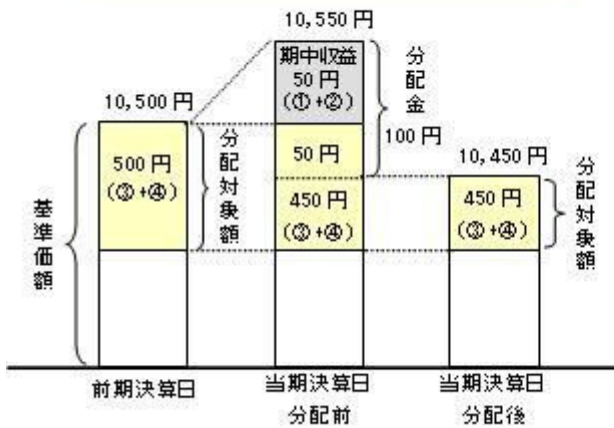 10,550円
期中収益
50円
(①+②)
分配金
100円
10,500円
500円
(③+④)
分配対象額
50円
450円
(③+④)
10,450円
450円
(③+④)
分配対象額
基準価額
前期決算日
当期決算日
分配前
当期決算日
分配後